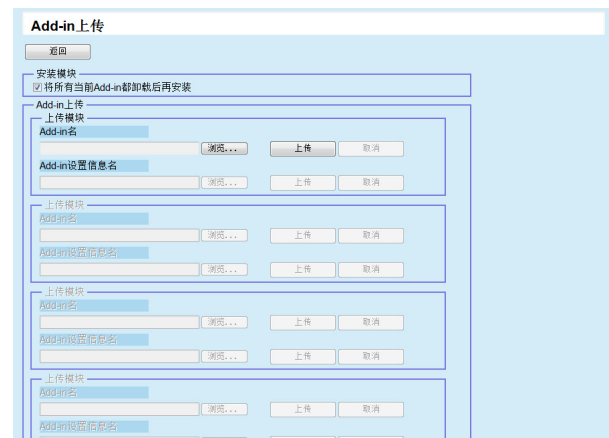 Add-in上传
返回
安装模块
将所有当前Add-in都卸载后再安装
Add-in上传
上传模块
Add-in名
浏览... 上传 取消
Add-in设置信息名
浏览... 上传 取消
上传模块
Add-in名
浏览... 上传 取消
Add-in设置信息名
浏览... 上传 取消
上传模块
Add-in名
浏览... 上传 取消
Add-in设置信息名
浏览... 上传 取消
上传模块
Add-in名
浏览... 上传 取消
Add-in设置信息名